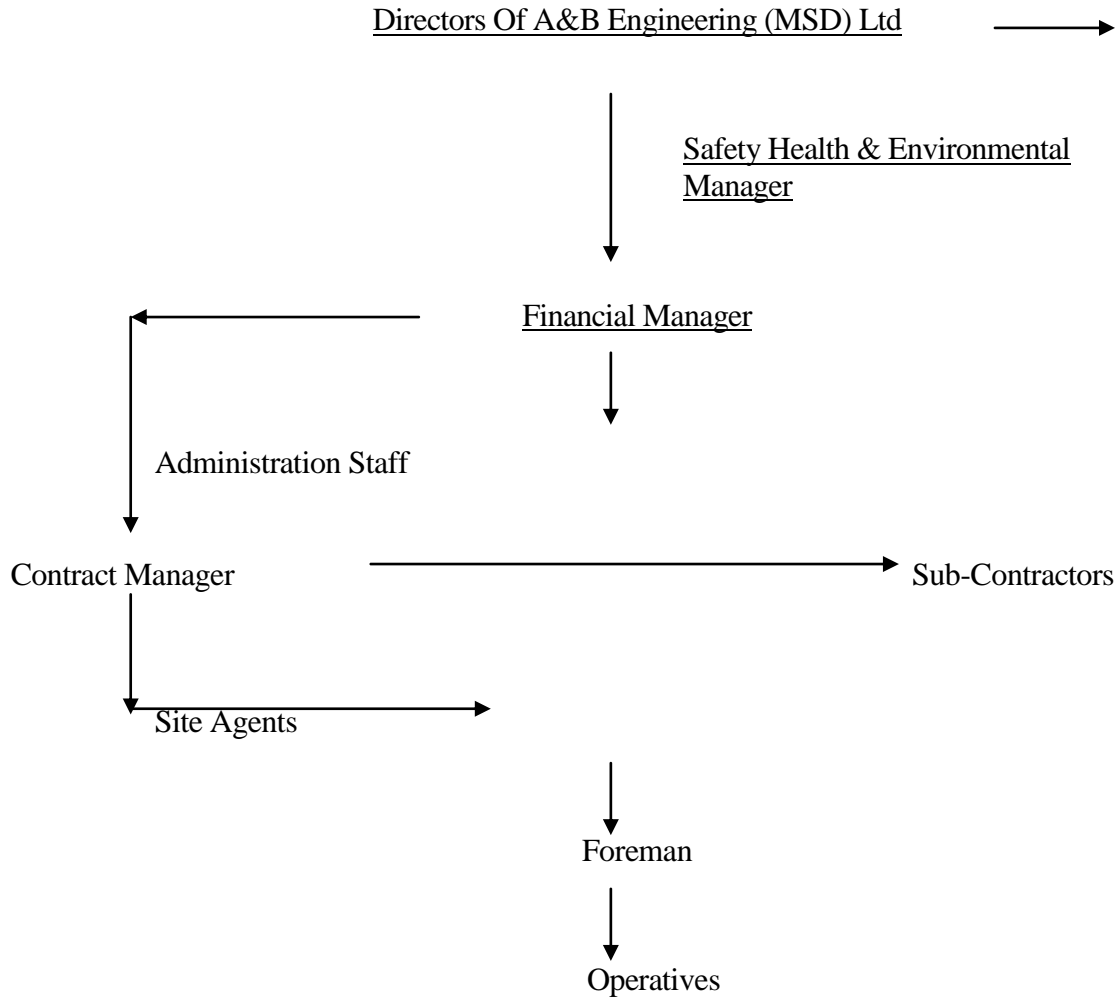 Directors Of A&B Engineering (MSD) Ltd
Safety Health & Environmental
Manager
Financial Manager
Administration Staff
Contract Manager
Sub-Contractors
Site Agents
Foreman
Operatives